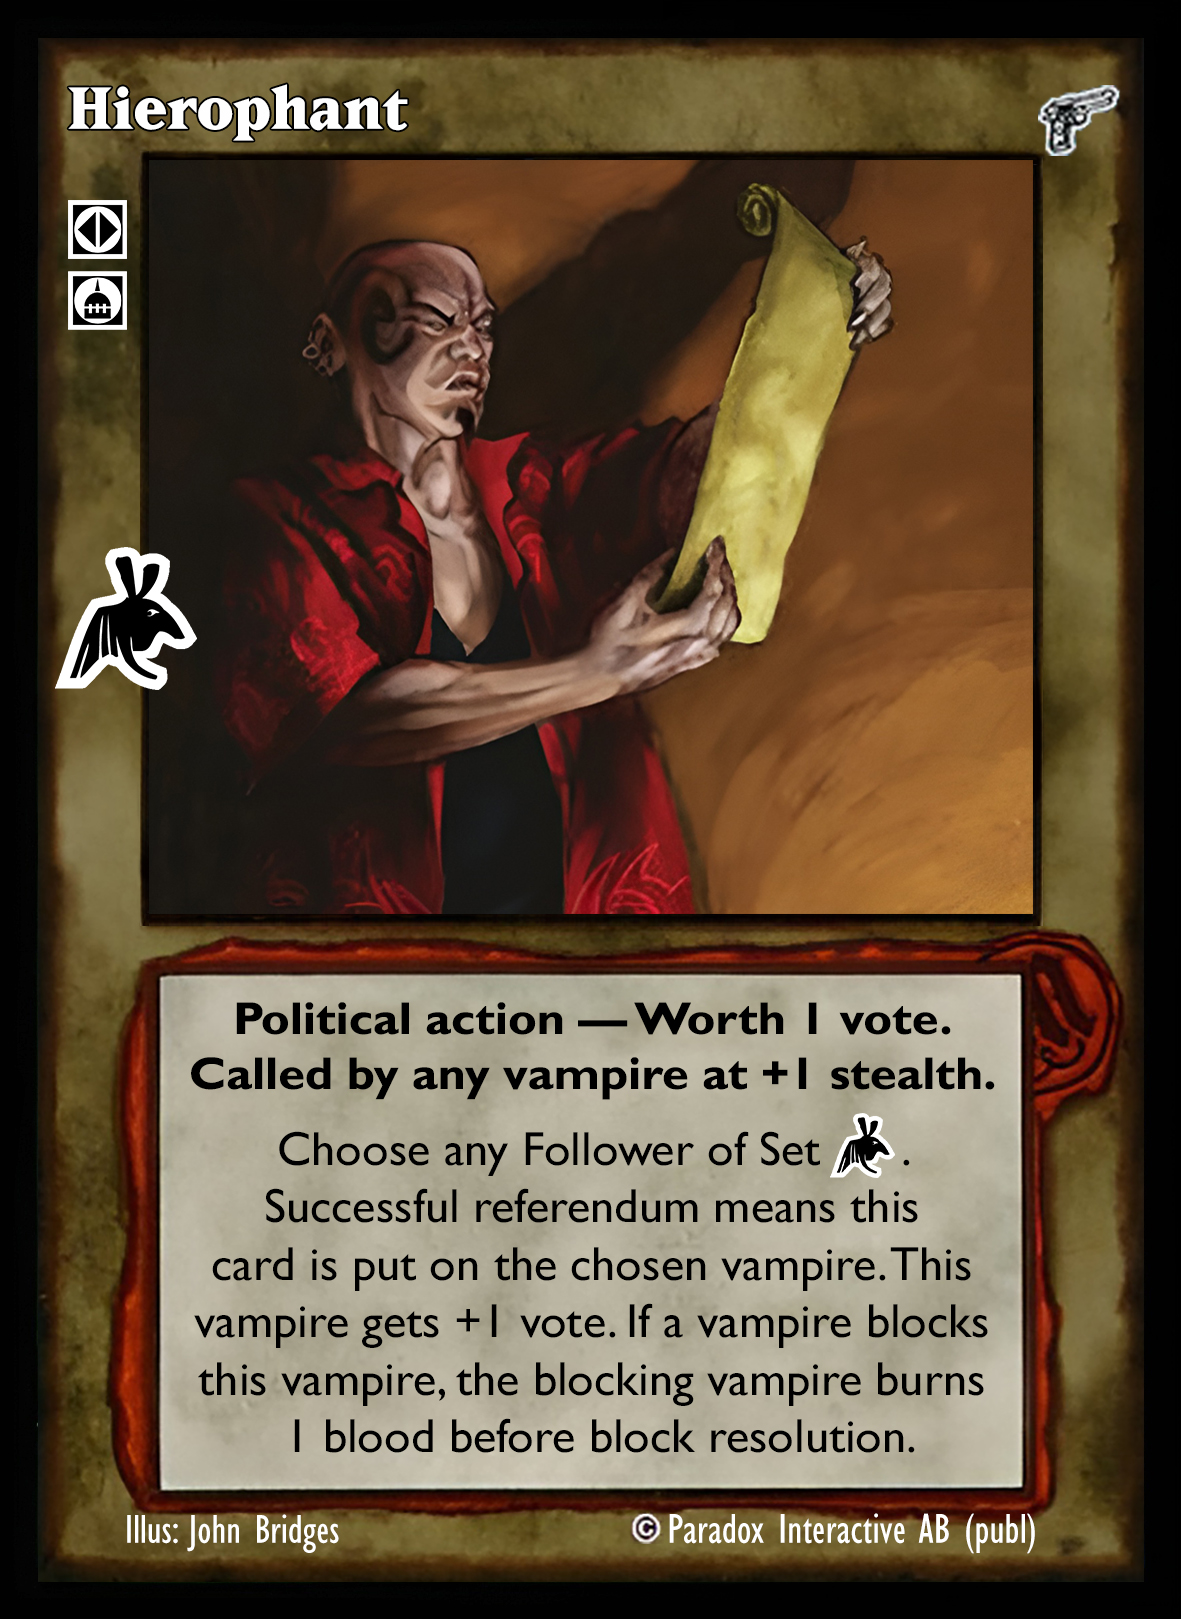 Hierophant
Political action — Worth 1 vote.
Called by any vampire at +1 stealth.
Choose any Follower of Set .
Successful referendum means this
card is put on the chosen vampire. This
vampire gets +1 vote. If a vampire blocks
this vampire, the blocking vampire burns
1 blood before block resolution.
Illus: John Bridges
© Paradox Interactive AB (publ)